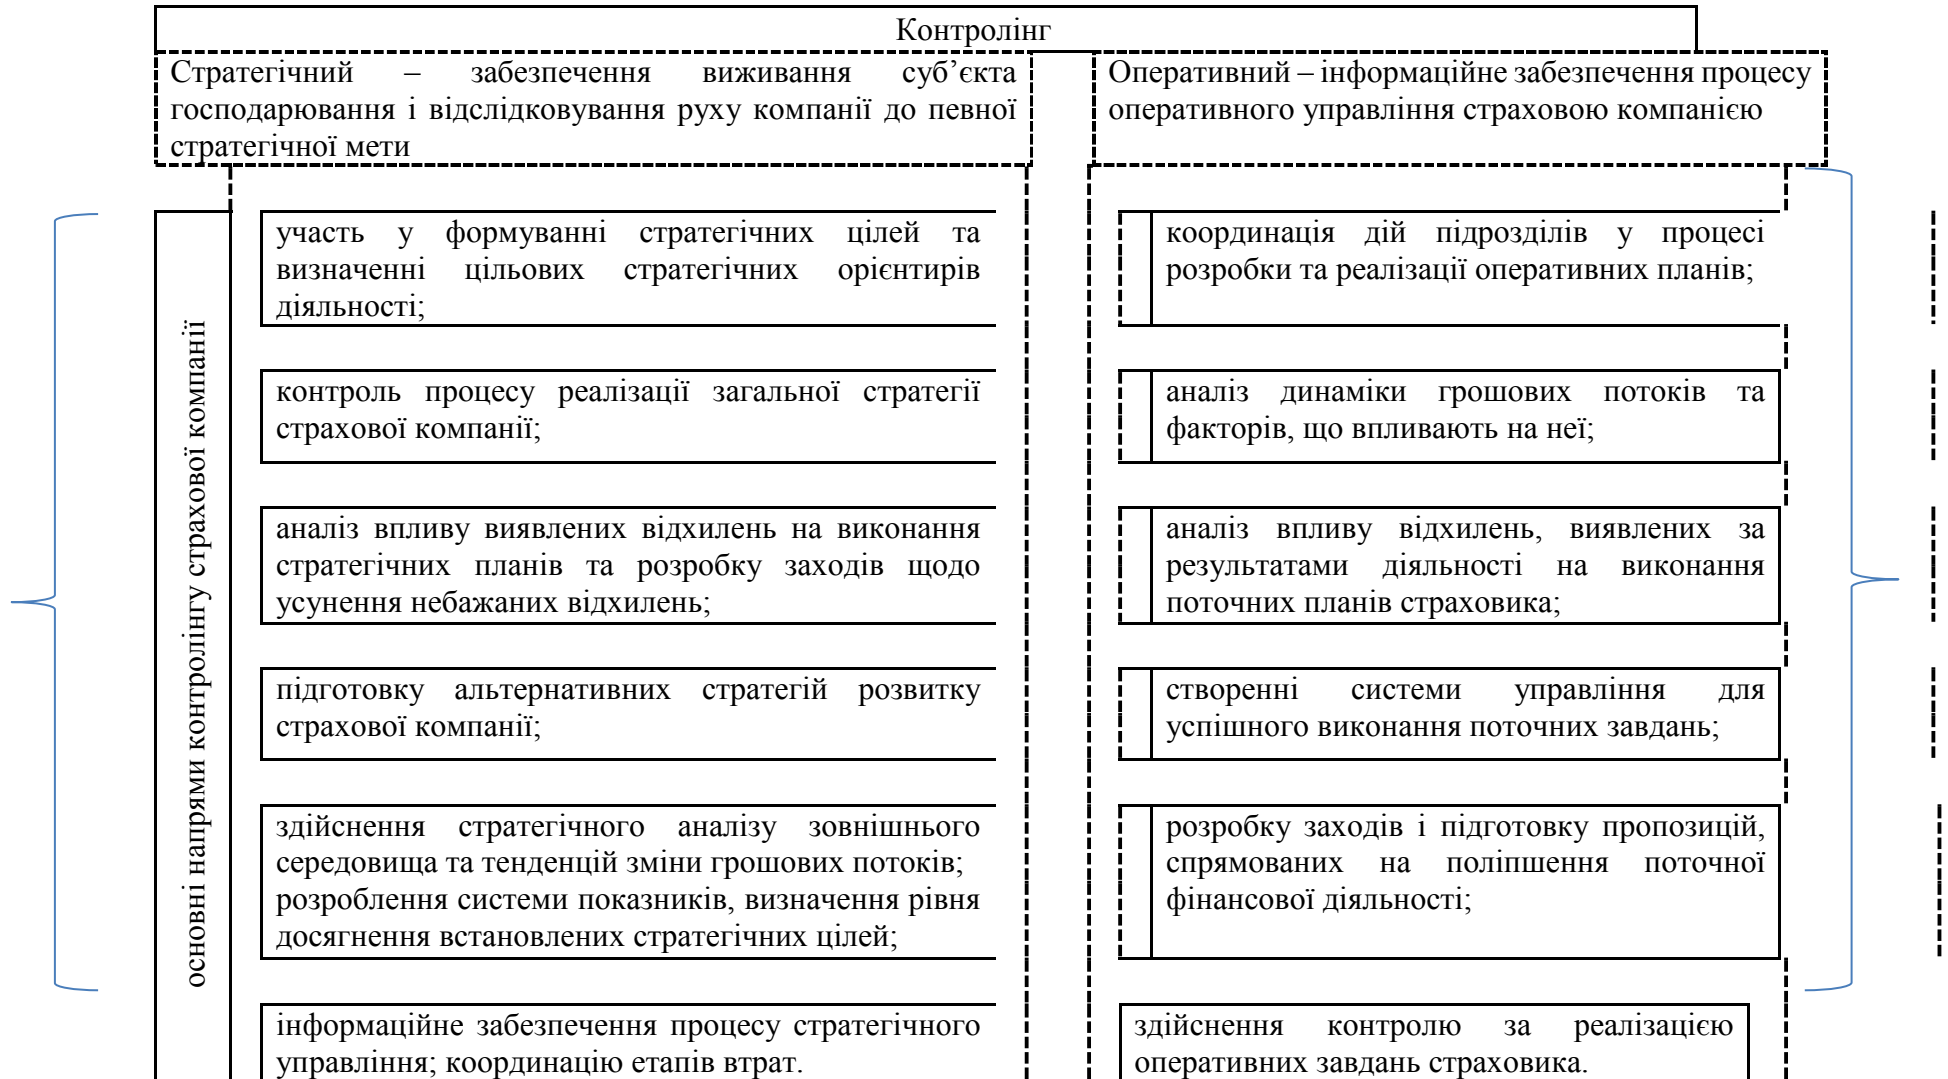 Контролінг
Стратегічний – забезпечення виживання суб’єкта
господарювання і відслідковування руху компанії до певної
стратегічної мети
Оперативний – інформаційне забезпечення процесу
оперативного управління страховою компанією
основні напрями контролінгу страхової компанії
участь у формуванні стратегічних цілей та
визначенні цільових стратегічних орієнтирів
діяльності;
координація дій підрозділів у процесі
розробки та реалізації оперативних планів;
контроль процесу реалізації загальної стратегії
страхової компанії;
аналіз динаміки грошових потоків та
факторів, що впливають на неї;
аналіз впливу виявлених відхилень на виконання
стратегічних планів та розробку заходів щодо
усунення небажаних відхилень;
аналіз впливу відхилень, виявлених за
результатами діяльності на виконання
поточних планів страховика;
підготовку альтернативних стратегій розвитку
страхової компанії;
створенні системи управління для
успішного виконання поточних завдань;
здійснення стратегічного аналізу зовнішнього
середовища та тенденцій зміни грошових потоків;
розроблення системи показників, визначення рівня
досягнення встановлених стратегічних цілей;
розробку заходів і підготовку пропозицій,
спрямованих на поліпшення поточної
фінансової діяльності;
інформаційне забезпечення процесу стратегічного
управління; координацію етапів втрат.
здійснення контролю за реалізацією
оперативних завдань страховика.